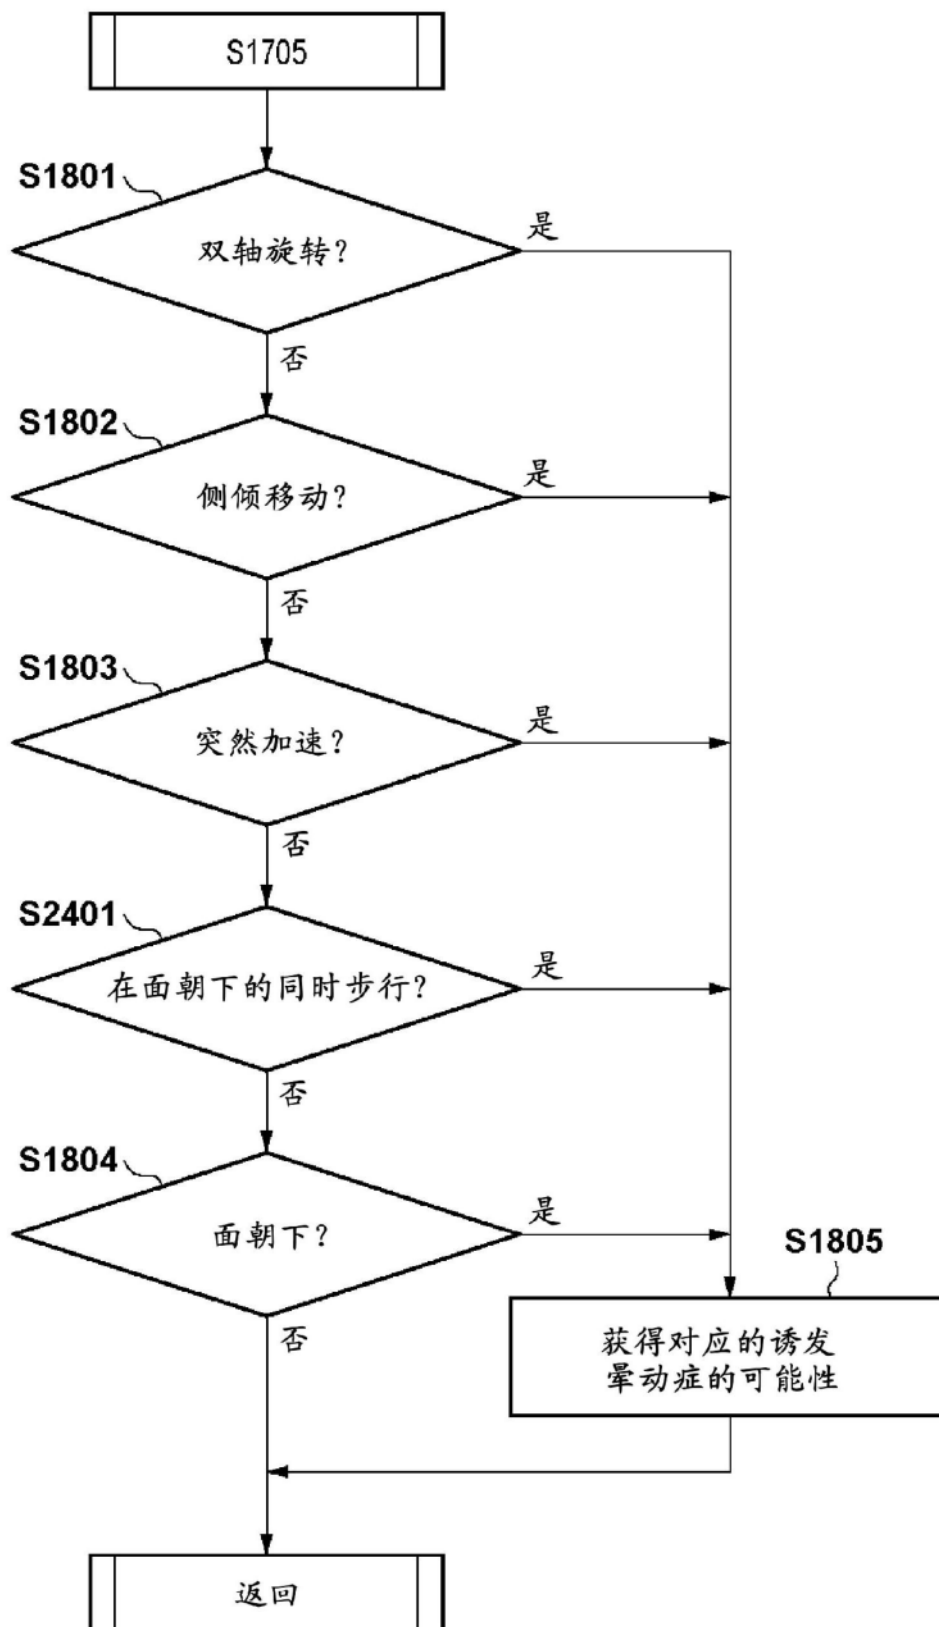 S1705
S1801
双轴旋转?
是
否
S1802
侧倾移动?
是
否
S1803
突然加速?
是
否
S2401
在面朝下的同时步行?
是
否
S1804
面朝下?
是
否
S1805
获得对应的诱发
晕动症的可能性
返回